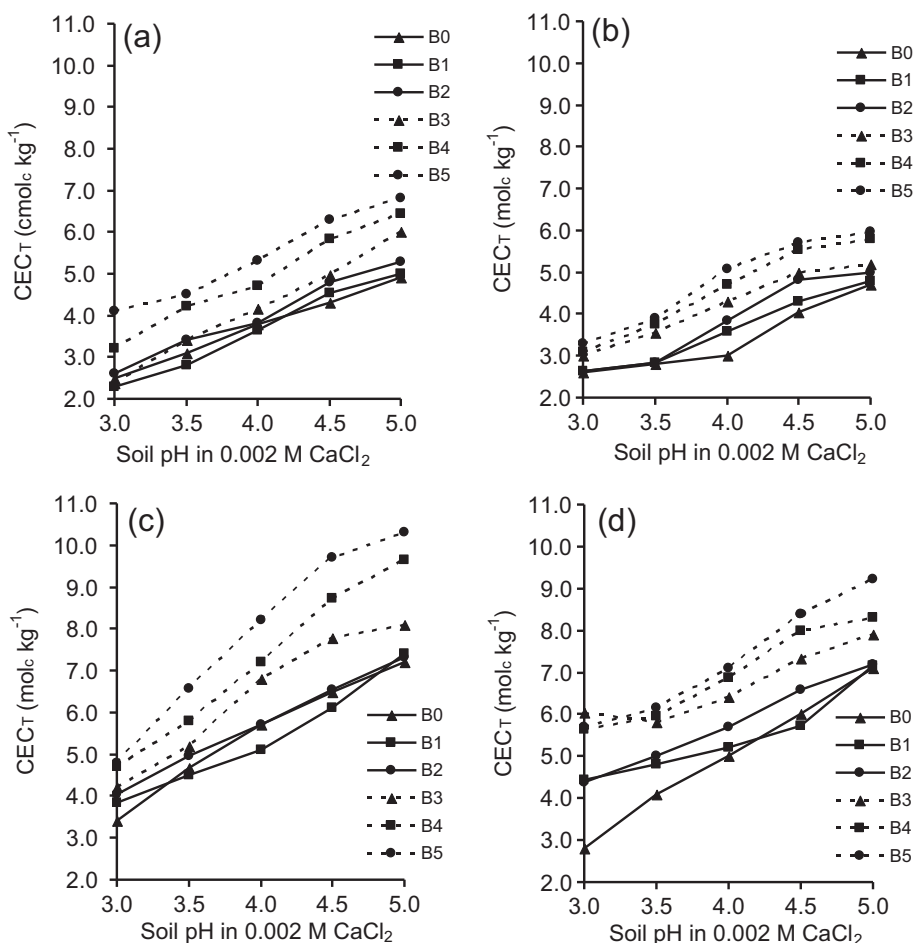 (a)
11.0
10.0
9.0
8.0
7.0
6.0
5.0
4.0
3.0
2.0
CECT (cmolc kg-1)
3.0 3.5 4.0 4.5 5.0
Soil pH in 0.002 M CaCl2
B0
B1
B2
B3
B4
B5
(b)
11.0
10.0
9.0
8.0
7.0
6.0
5.0
4.0
3.0
2.0
CECT (molc kg-1)
3.0 3.5 4.0 4.5 5.0
Soil pH in 0.002 M CaCl2
B0
B1
B2
B3
B4
B5
(c)
11.0
10.0
9.0
8.0
7.0
6.0
5.0
4.0
3.0
2.0
CECT (molc kg-1)
3.0 3.5 4.0 4.5 5.0
Soil pH in 0.002 M CaCl2
B0
B1
B2
B3
B4
B5
(d)
11.0
10.0
9.0
8.0
7.0
6.0
5.0
4.0
3.0
2.0
CECT (molc kg-1)
3.0 3.5 4.0 4.5 5.0
Soil pH in 0.002 M CaCl2
B0
B1
B2
B3
B4
B5